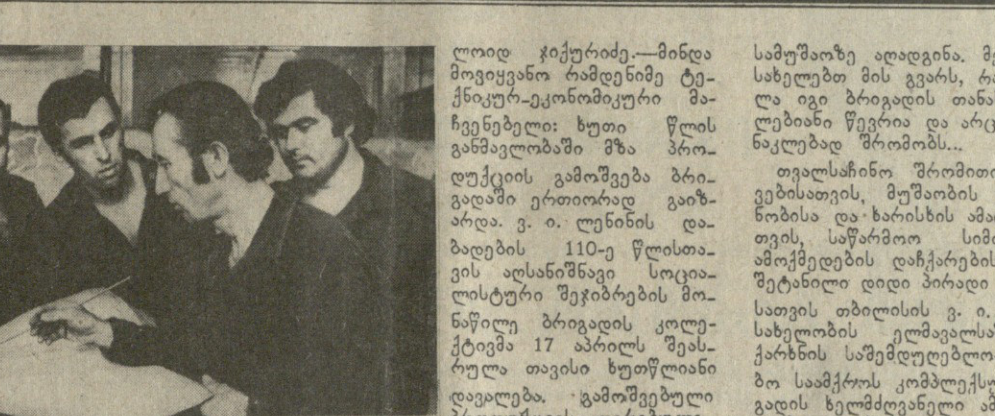 ლოიდ ჯიქურიძე.—მინდა
მოვიყვანო რამდენიმე ტე-
ქნიკურ-ეკონომიკური მა-
ჩვენებელი: ხუთი წლის
განმავლობაში მზა პრო-
დუქციის გამოშვება ბრი-
გადაში ერთიორად გაიზ-
არდა. ვ. ი. ლენინის და-
ბადების 110-ე წლისთა-
ვის აღსანიშნავი სოცია-
ლისტური შეჯიბრების მო-
ნაწილე ბრიგადის კოლე-
ქტივმა 17 აპრილს შეას-
რულა თავისი ხუთწლიანი
დავალება. გამოშვებული
სამუშაოზე აღადგინა.
სახელებთ მის გვარს,
ლა იგი ბრიგადის
ლებიანი წევრია და
ნაკლებად შრომობს...
თვალსაჩინო
ვებისათვის, მუშაობის
ნობისა და ხარისხის
თვის, საწარმოო
ამოქმედების
შეტანილი დიდი პირადი
სათვის თბილისის ვ. ი.
სახელობის
ქარხნის
ბო საამქროს
გადის ხელმძღვანელი